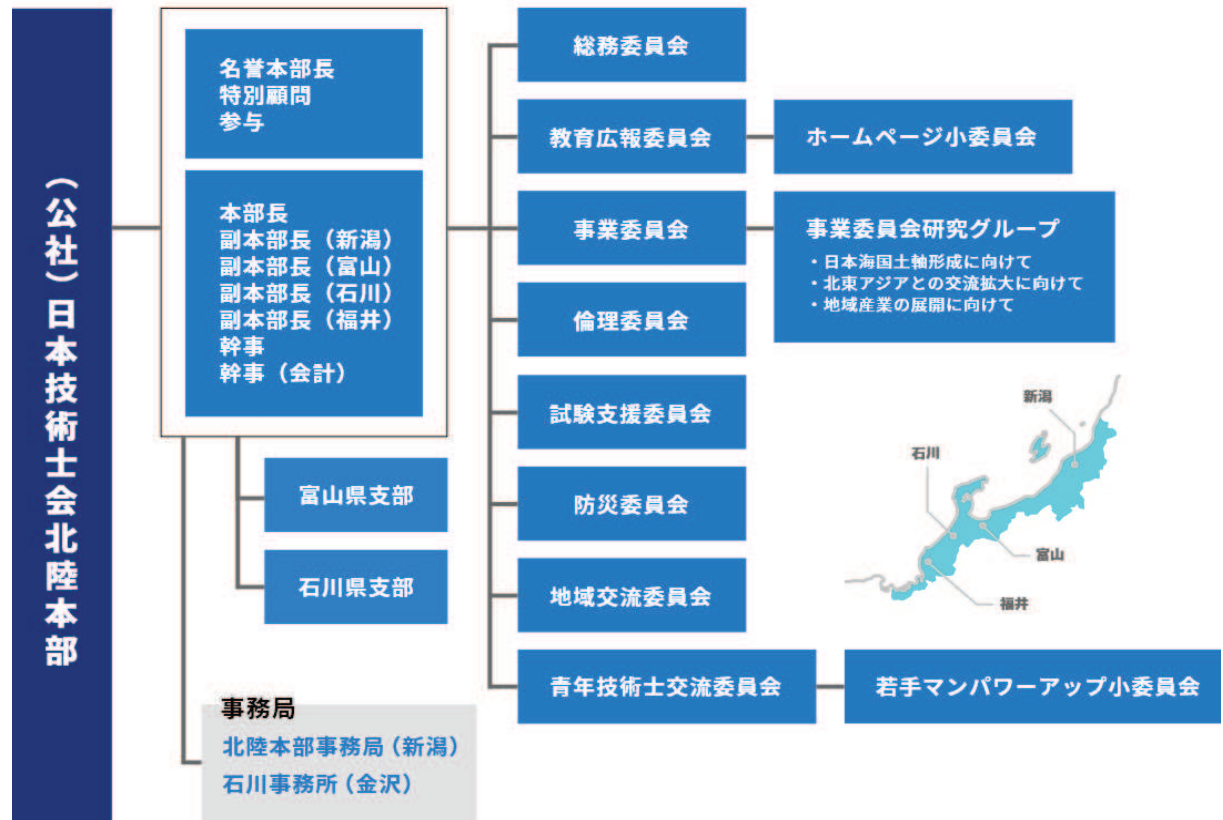 （公社）日本技術士会北陸本部
名誉本部長
特別顧問
参与
本部長
副本部長（新潟）
副本部長（富山）
副本部長（石川）
副本部長（福井）
幹事
幹事（会計）
富山県支部
石川県支部
事務局
北陸本部事務局（新潟）
石川事務所（金沢）
総務委員会
教育広報委員会
ホームページ小委員会
事業委員会
事業委員会研究グループ
・日本海国土軸形成に向けて
・北東アジアとの交流拡大に向けて
・地域産業の展開に向けて
倫理委員会
試験支援委員会
防災委員会
地域交流委員会
青年技術士交流委員会
若手マンパワーアップ小委員会
新潟
石川
富山
福井